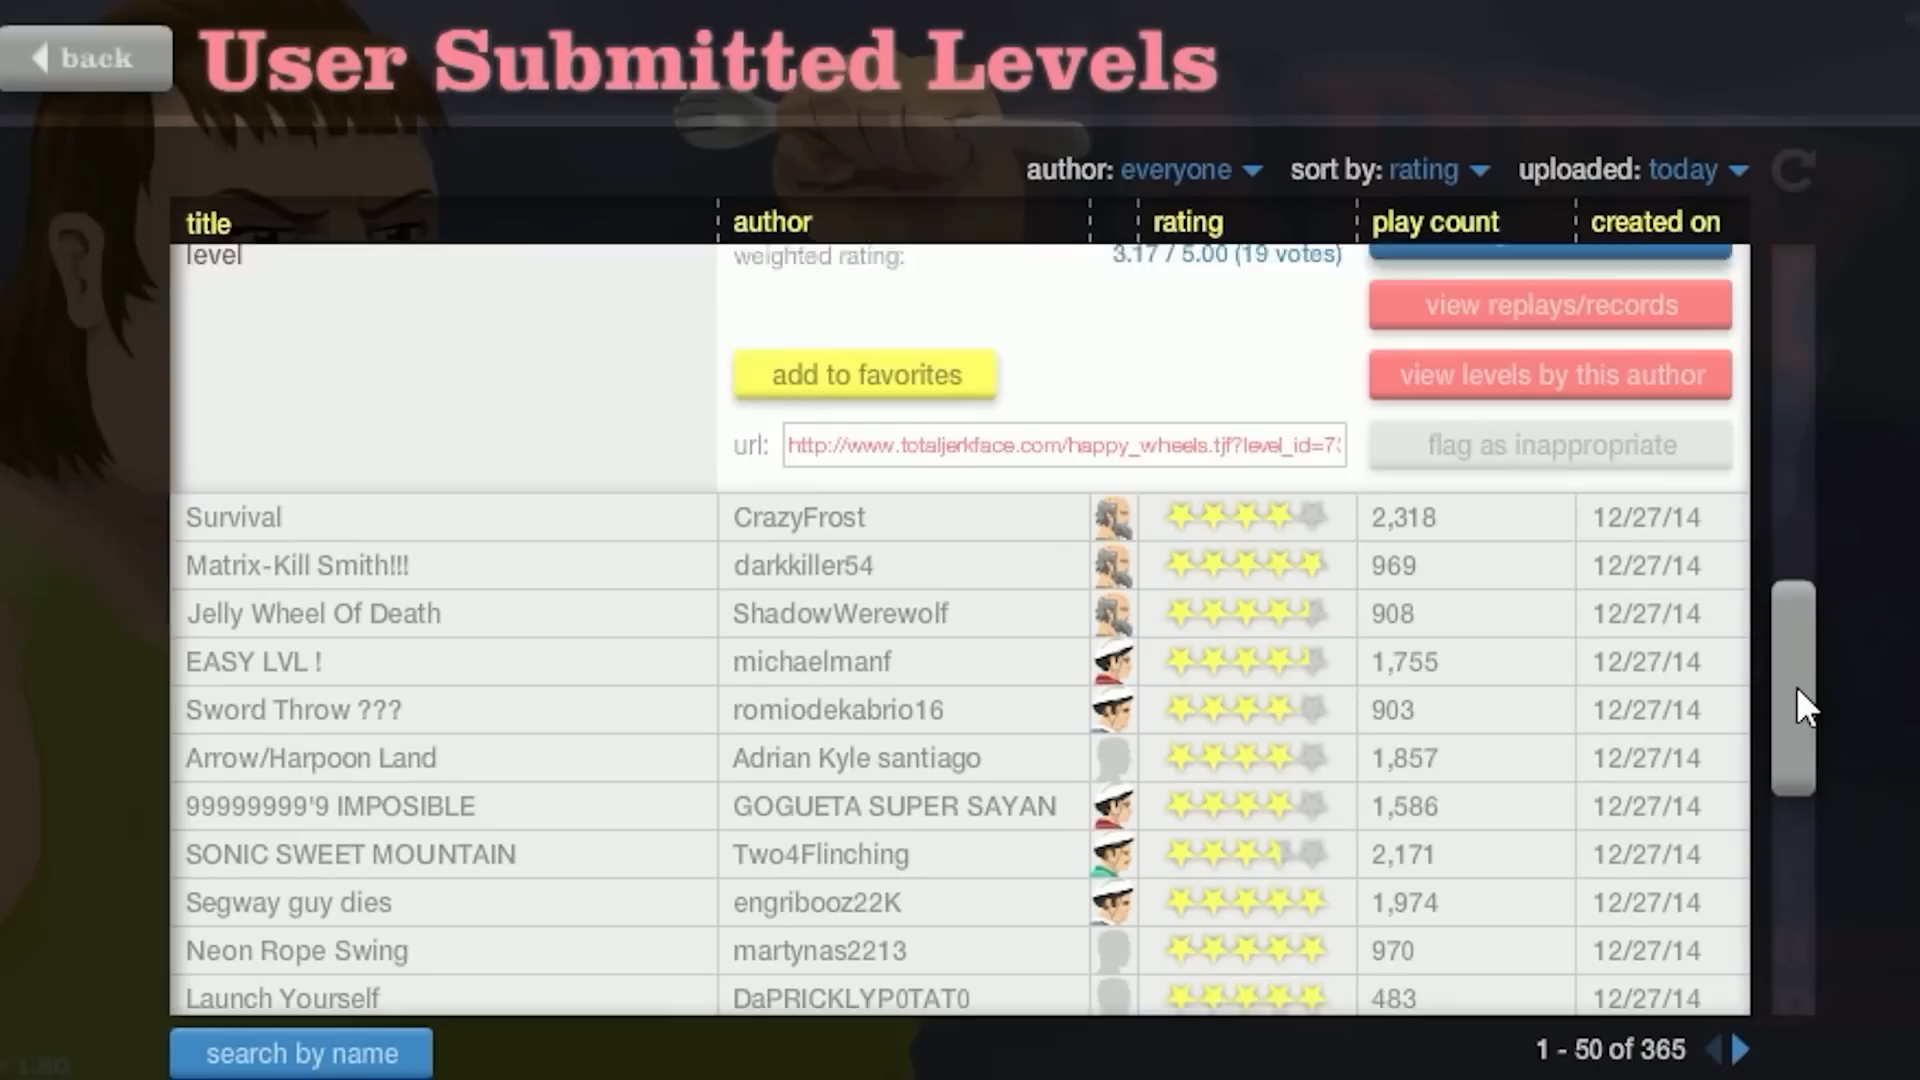 back
User Submitted Levels
author: everyone sort by: rating uploaded: today
title author rating play count created on
level weighted rating: 3.17 / 5.00 (19 votes)
view replays/records
add to favorites view levels by this author
url: http://www.totaljerkface.com/happy_wheels.tjf?level_id=7 flag as inappropriate
Survival CrazyFrost 2,318 12/27/14
Matrix-Kill Smith!!! darkkiller54 969 12/27/14
Jelly Wheel Of Death ShadowWerewolf 908 12/27/14
EASY LVL ! michaelmanf 1,755 12/27/14
Sword Throw ??? romiodekabrio16 903 12/27/14
Arrow/Harpoon Land Adrian Kyle santiago 1,857 12/27/14
99999999'9 IMPOSIBLE GOGUETA SUPER SAYAN 1,586 12/27/14
SONIC SWEET MOUNTAIN Two4Flinching 2,171 12/27/14
Segway guy dies engribooz22K 1,974 12/27/14
Neon Rope Swing martynas2213 970 12/27/14
Launch Yourself DaPRICKLYP0TAT0 483 12/27/14
search by name 1 - 50 of 365
1.80